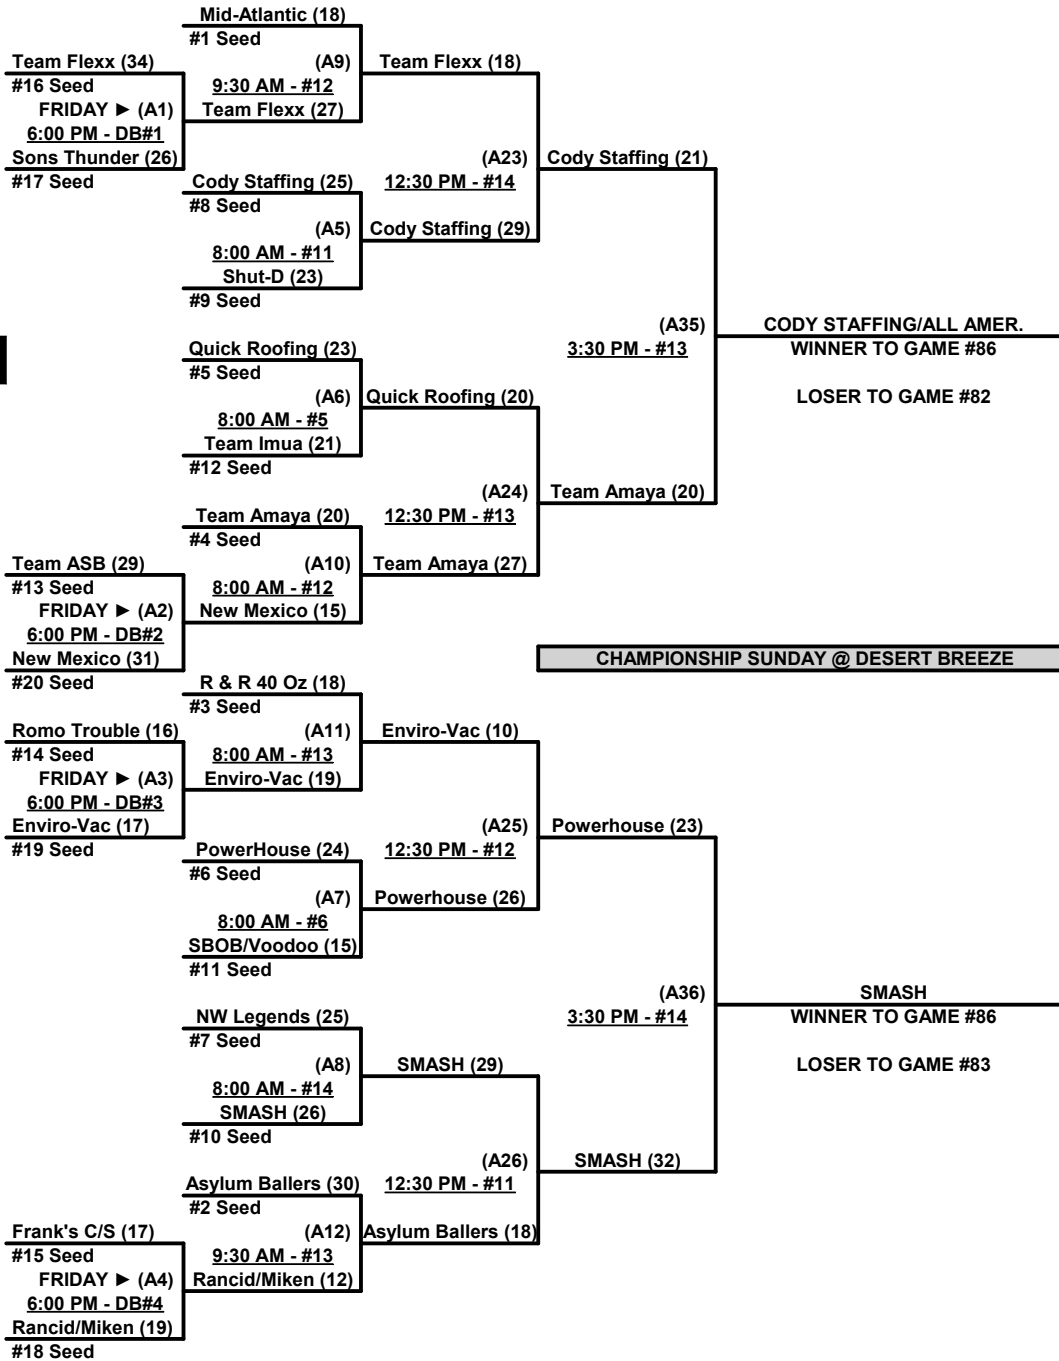 Mid-Atlantic (18)
#1 Seed
Team Flexx (34)
(A9)
Team Flexx (18)
#16 Seed
9:30 AM - #12
FRIDAY ► (A1)
Team Flexx (27)
6:00 PM - DB#1
Sons Thunder (26)
(A23)
Cody Staffing (21)
#17 Seed
Cody Staffing (25)
12:30 PM - #14
#8 Seed
(A5)
Cody Staffing (29)
8:00 AM - #11
Shut-D (23)
#9 Seed
(A35)
CODY STAFFING/ALL AMER.
Quick Roofing (23)
3:30 PM - #13
WINNER TO GAME #86
#5 Seed
(A6)
Quick Roofing (20)
LOSER TO GAME #82
8:00 AM - #5
Team Imua (21)
#12 Seed
(A24)
Team Amaya (20)
Team Amaya (20)
12:30 PM - #13
#4 Seed
Team ASB (29)
(A10)
Team Amaya (27)
#13 Seed
8:00 AM - #12
FRIDAY ► (A2)
New Mexico (15)
6:00 PM - DB#2
New Mexico (31)
CHAMPIONSHIP SUNDAY @ DESERT BREEZE
#20 Seed
R & R 40 Oz (18)
#3 Seed
Romo Trouble (16)
(A11)
Enviro-Vac (10)
#14 Seed
8:00 AM - #13
FRIDAY ► (A3)
Enviro-Vac (19)
6:00 PM - DB#3
Enviro-Vac (17)
(A25)
Powerhouse (23)
#19 Seed
PowerHouse (24)
12:30 PM - #12
#6 Seed
(A7)
Powerhouse (26)
8:00 AM - #6
SBOB/Voodoo (15)
#11 Seed
(A36)
SMASH
NW Legends (25)
3:30 PM - #14
WINNER TO GAME #86
#7 Seed
(A8)
SMASH (29)
LOSER TO GAME #83
8:00 AM - #14
SMASH (26)
#10 Seed
(A26)
SMASH (32)
Asylum Ballers (30)
12:30 PM - #11
#2 Seed
Frank's C/S (17)
(A12)
Asylum Ballers (18)
#15 Seed
9:30 AM - #13
FRIDAY ► (A4)
Rancid/Miken (12)
6:00 PM - DB#4
Rancid/Miken (19)
#18 Seed